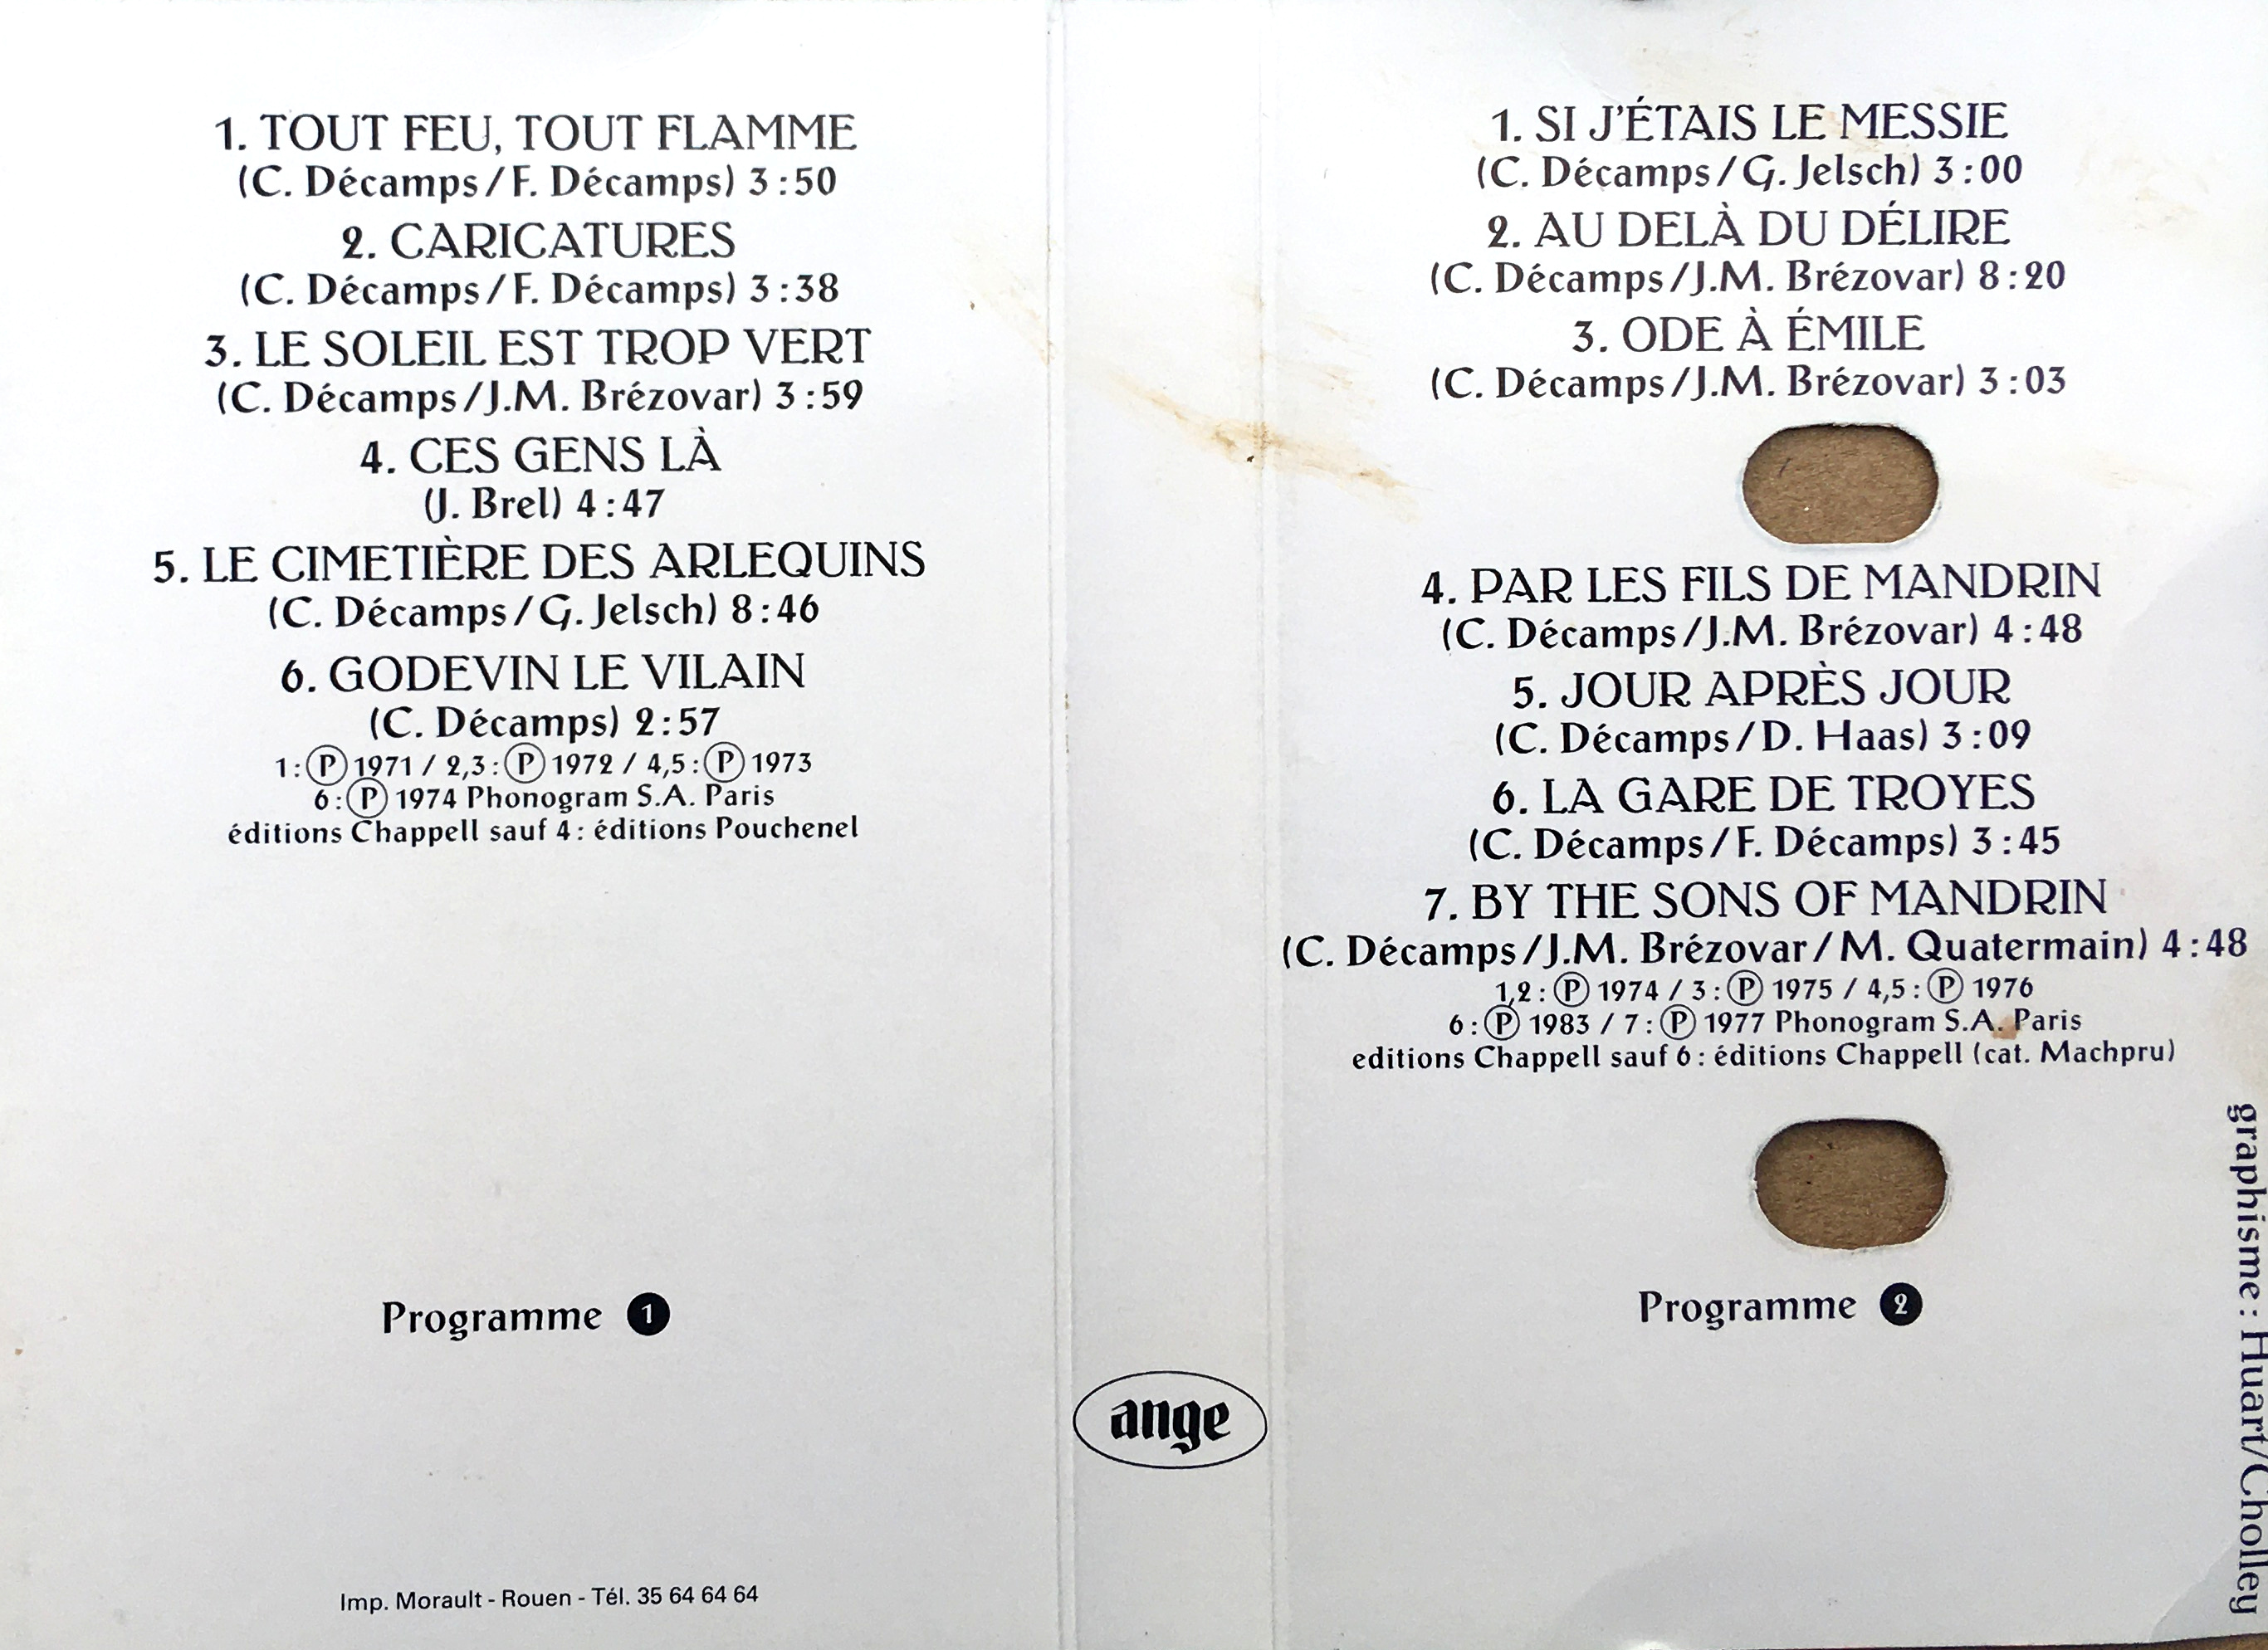 1. TOUT FEU, TOUT FLAMME
(C. Décamps/F. Décamps) 3:50
2. CARICATURES
(C. Décamps/F. Décamps) 3:38
3. LE SOLEIL EST TROP VERT
(C. Décamps/J.M. Brézovar) 3:59
4. CES GENS LÀ
(J. Brel) 4:47
5. LE CIMETIÈRE DES ARLEQUINS
(C. Décamps/G. Jelsch) 8:46
6. GODEVIN LE VILAIN
(C. Décamps) 2:57
1: Ⓟ 1971 / 2,3: Ⓟ 1972 / 4,5: Ⓟ 1973
6: Ⓟ 1974 Phonogram S.A. Paris
éditions Chappell sauf 4: éditions Pouchenel
Programme 1
Imp. Morault - Rouen - Tél. 35 64 64 64
ange
1. SI J'ÉTAIS LE MESSIE
(C. Décamps/G. Jelsch) 3:00
2. AU DELÀ DU DÉLIRE
(C. Décamps/J.M. Brézovar) 8:20
3. ODE À ÉMILE
(C. Décamps/J.M. Brézovar) 3:03
4. PAR LES FILS DE MANDRIN
(C. Décamps/J.M. Brézovar) 4:48
5. JOUR APRÈS JOUR
(C. Décamps/D. Haas) 3:09
6. LA GARE DE TROYES
(C. Décamps/F. Décamps) 3:45
7. BY THE SONS OF MANDRIN
(C. Décamps/J.M. Brézovar/M. Quatermain) 4:48
1,2: Ⓟ 1974 / 3: Ⓟ 1975 / 4,5: Ⓟ 1976
6: Ⓟ 1983 / 7: Ⓟ 1977 Phonogram S.A. Paris
editions Chappell sauf 6: éditions Chappell (cat. Machpru)
Programme 2
graphisme: Huart/Cholley